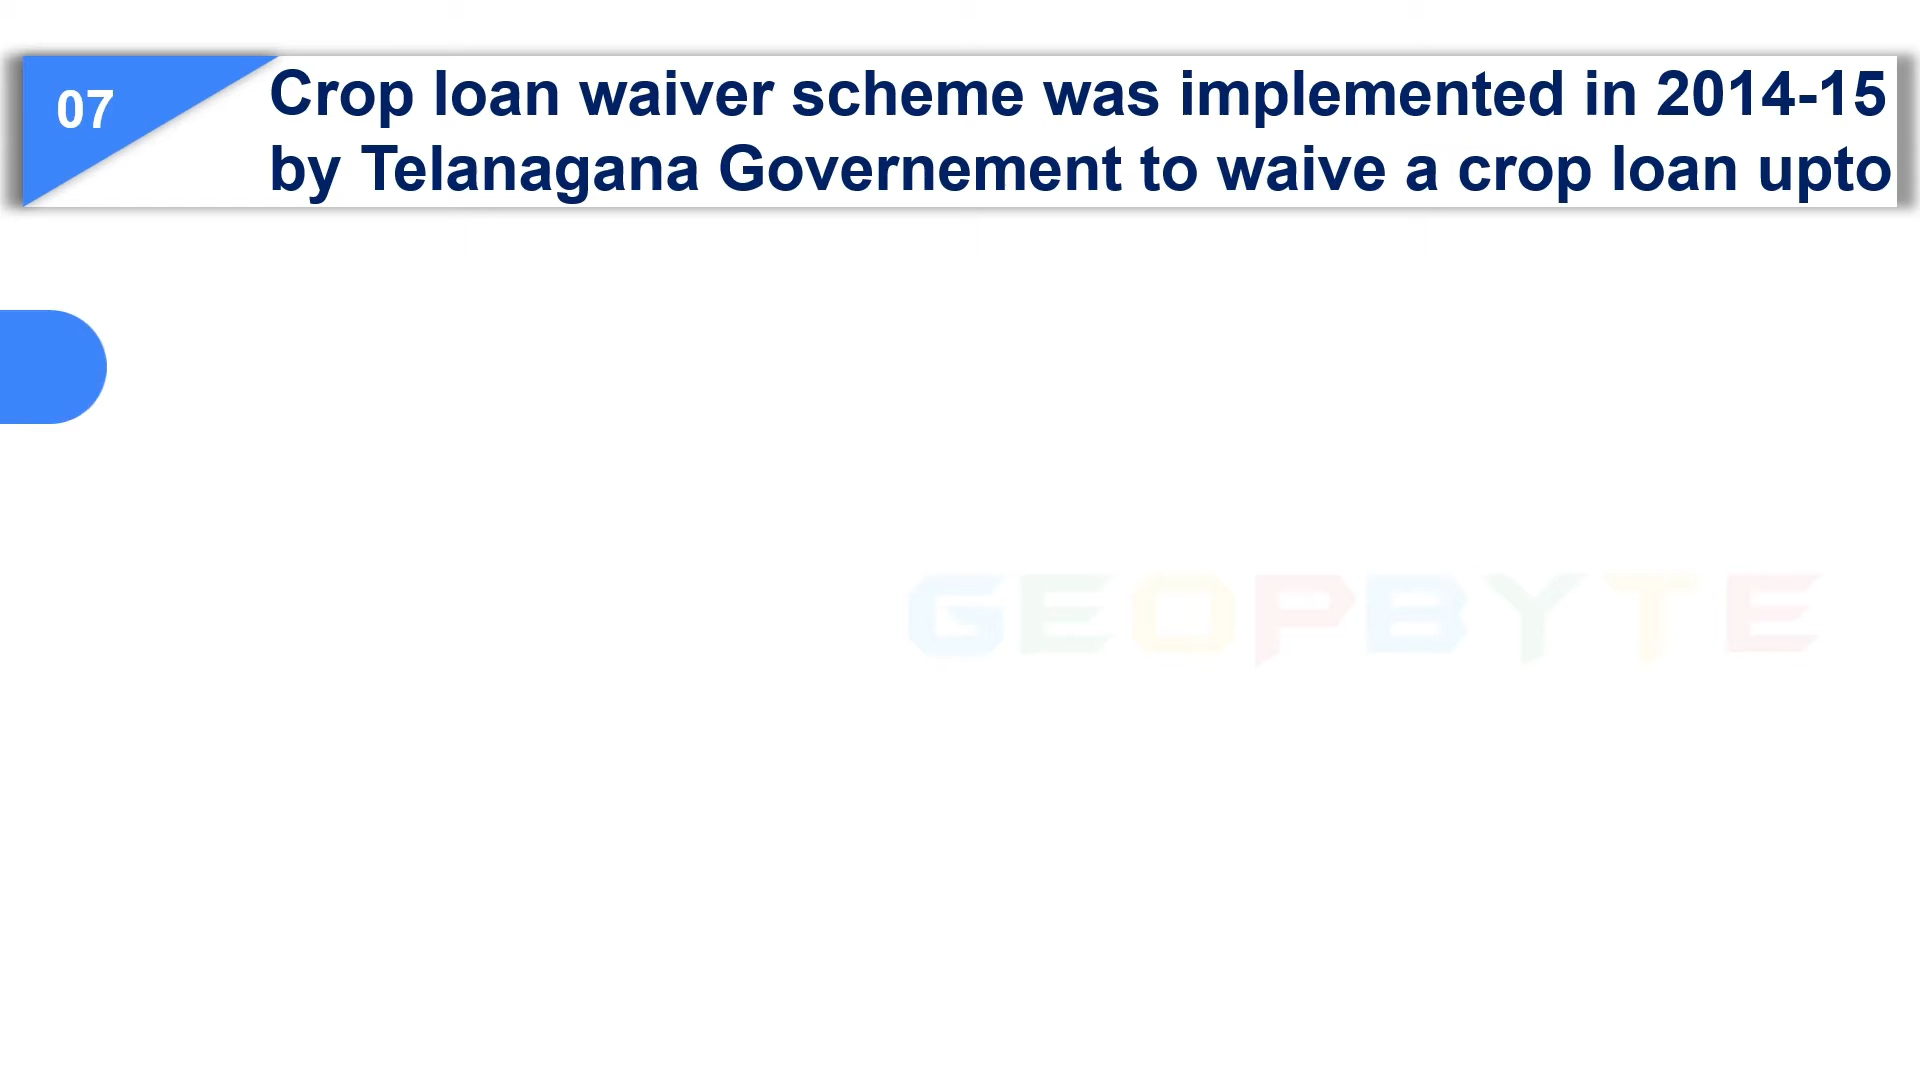 07
Crop loan waiver scheme was implemented in 2014-15
by Telanagana Governement to waive a crop loan upto
GEOPBYTE